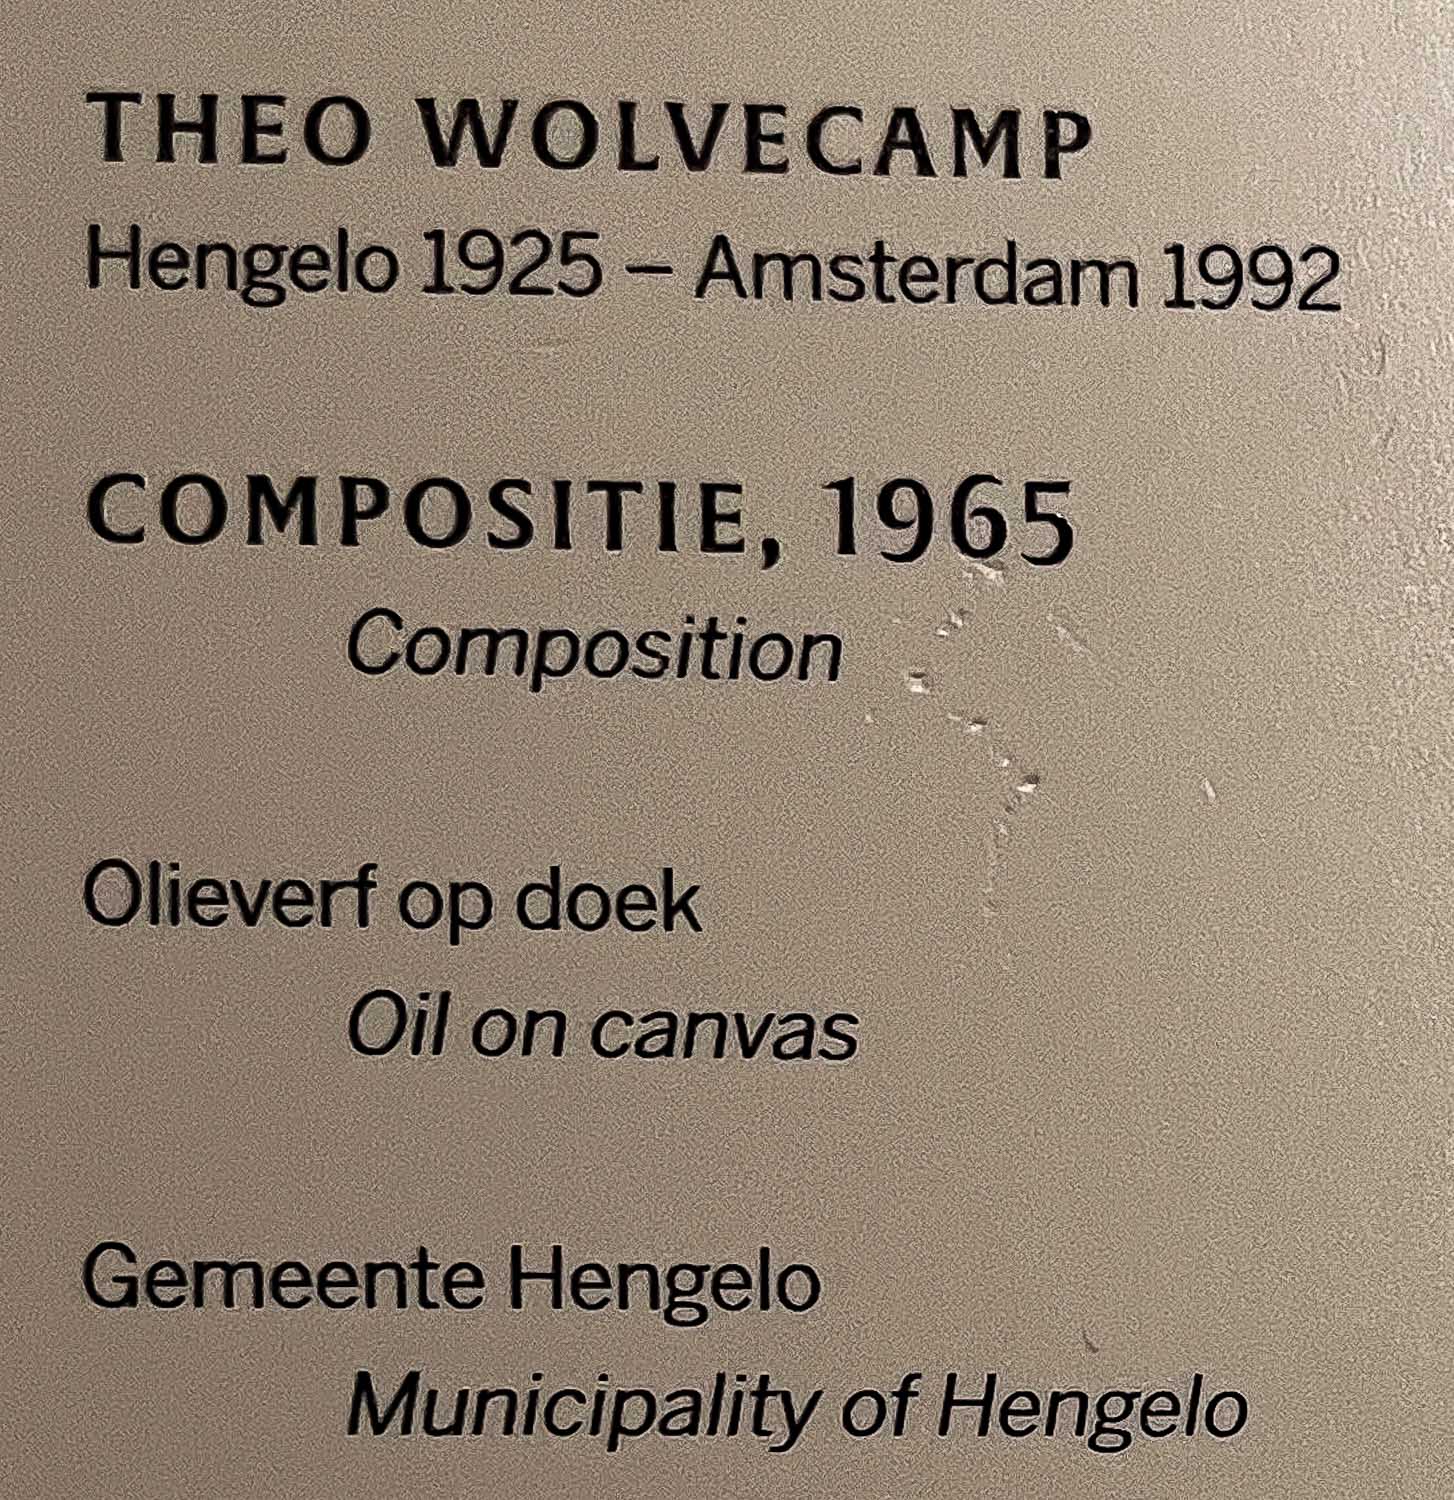 THEO WOLVECAMP
Hengelo 1925 – Amsterdam 1992
COMPOSITIE, 1965
Composition
Olieverf op doek
Oil on canvas
Gemeente Hengelo
Municipality of Hengelo